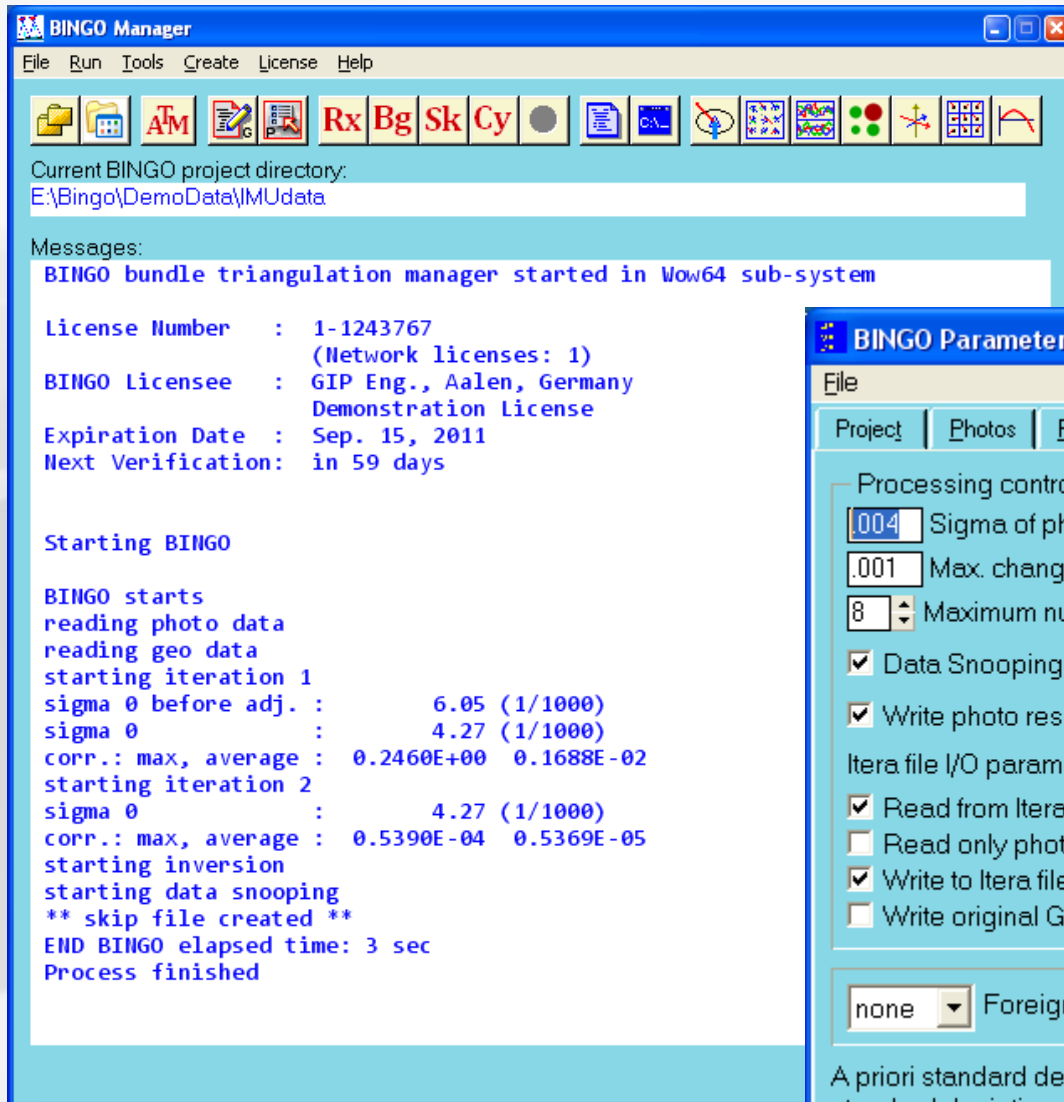 BINGO Manager
File Run Tools Create License Help
ATM Rx Bg Sk Cy
Current BINGO project directory:
E:\Bingo\DemoData\IMUdata
Messages:
BINGO bundle triangulation manager started in Wow64 sub-system
License Number : 1-1243767
(Network licenses: 1)
BINGO Licensee : GIP Eng., Aalen, Germany
Demonstration License
Expiration Date : Sep. 15, 2011
Next Verification: in 59 days
Starting BINGO
BINGO starts
reading photo data
reading geo data
starting iteration 1
sigma 0 before adj. : 6.05 (1/1000)
sigma 0 : 4.27 (1/1000)
corr.: max, average : 0.2460E+00 0.1688E-02
starting iteration 2
sigma 0 : 4.27 (1/1000)
corr.: max, average : 0.5390E-04 0.5369E-05
starting inversion
starting data snooping
** skip file created **
END BINGO elapsed time: 3 sec
Process finished
BINGO Parameter
File
Project Photos
Processing contro
.004 Sigma of ph
.001 Max. chang
8 Maximum nu
Data Snooping
Write photo res
Itera file I/O param
Read from Itera
Read only phot
Write to Itera file
Write original G
none Foreign
A priori standard de